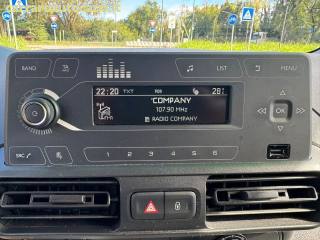 BAND
TA
LIST
MENU
22:20 TXT 28°
'COMPANY
107.90 MHz
RADIO COMPANY
OK
SRC
1 2 3 4 5 6